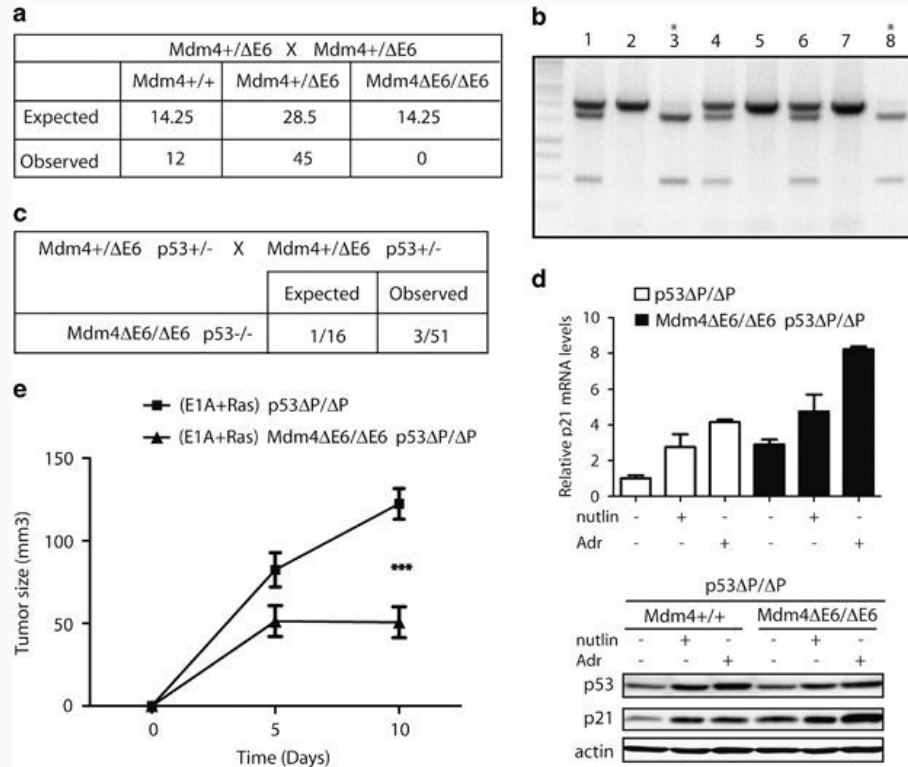 a
Mdm4+/ΔE6 X Mdm4+/ΔE6
Mdm4+/+ Mdm4+/ΔE6 Mdm4ΔE6/ΔE6
Expected 14.25 28.5 14.25
Observed 12 45 0
b
* *
1 2 3 4 5 6 7 8
c
Mdm4+/ΔE6 p53+/- X Mdm4+/ΔE6 p53+/-
Expected Observed
Mdm4ΔE6/ΔE6 p53-/- 1/16 3/51
d
p53ΔP/ΔP
Mdm4ΔE6/ΔE6 p53ΔP/ΔP
Relative p21 mRNA levels
10
8
6
4
2
0
nutlin - + - - + -
Adr - - + - - +
p53ΔP/ΔP
Mdm4+/+ Mdm4ΔE6/ΔE6
nutlin - + - - + -
Adr - - + - - +
p53
p21
actin
e
(E1A+Ras) p53ΔP/ΔP
(E1A+Ras) Mdm4ΔE6/ΔE6 p53ΔP/ΔP
Tumor size (mm3)
150
100
50
0
***
0 5 10
Time (Days)